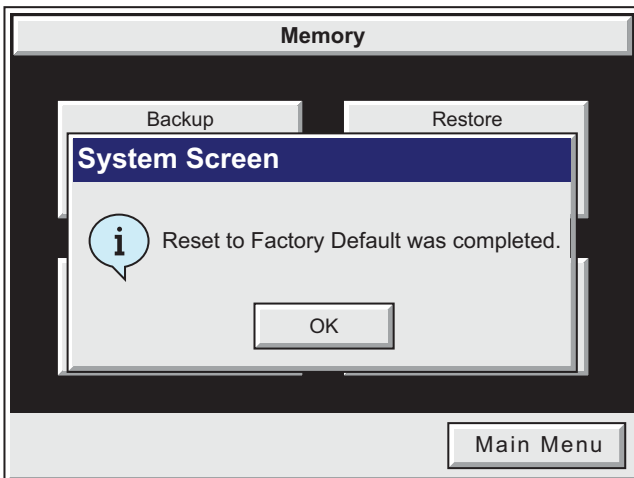 Memory
Backup
Restore
System Screen
i
Reset to Factory Default was completed.
OK
Main Menu